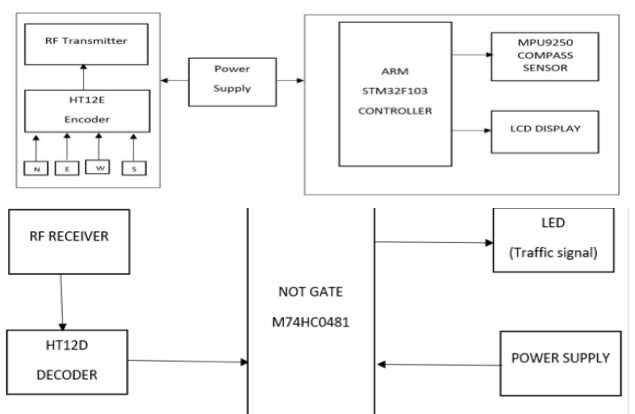 RF Transmitter
HT12E
Encoder
N
E
W
S
Power
Supply
ARM
STM32F103
CONTROLLER
MPU9250
COMPASS
SENSOR
LCD DISPLAY
RF RECEIVER
HT12D
DECODER
NOT GATE
M74HC0481
LED
(Traffic signal)
POWER SUPPLY